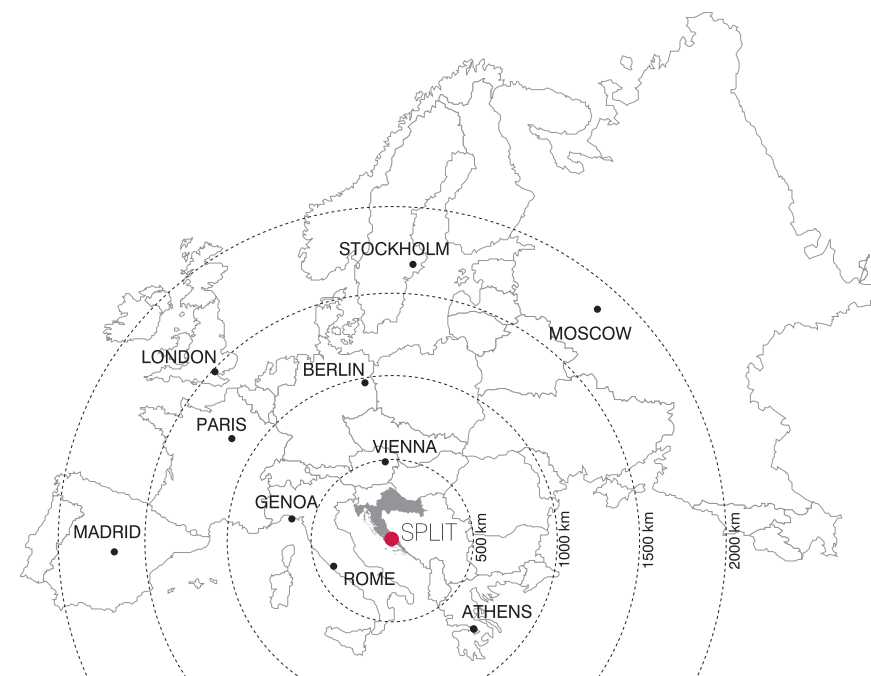 STOCKHOLM
MOSCOW
LONDON
BERLIN
PARIS
VIENNA
GENOA
SPLIT
MADRID
500 km
1000 km
1500 km
2000 km
ROME
ATHENS